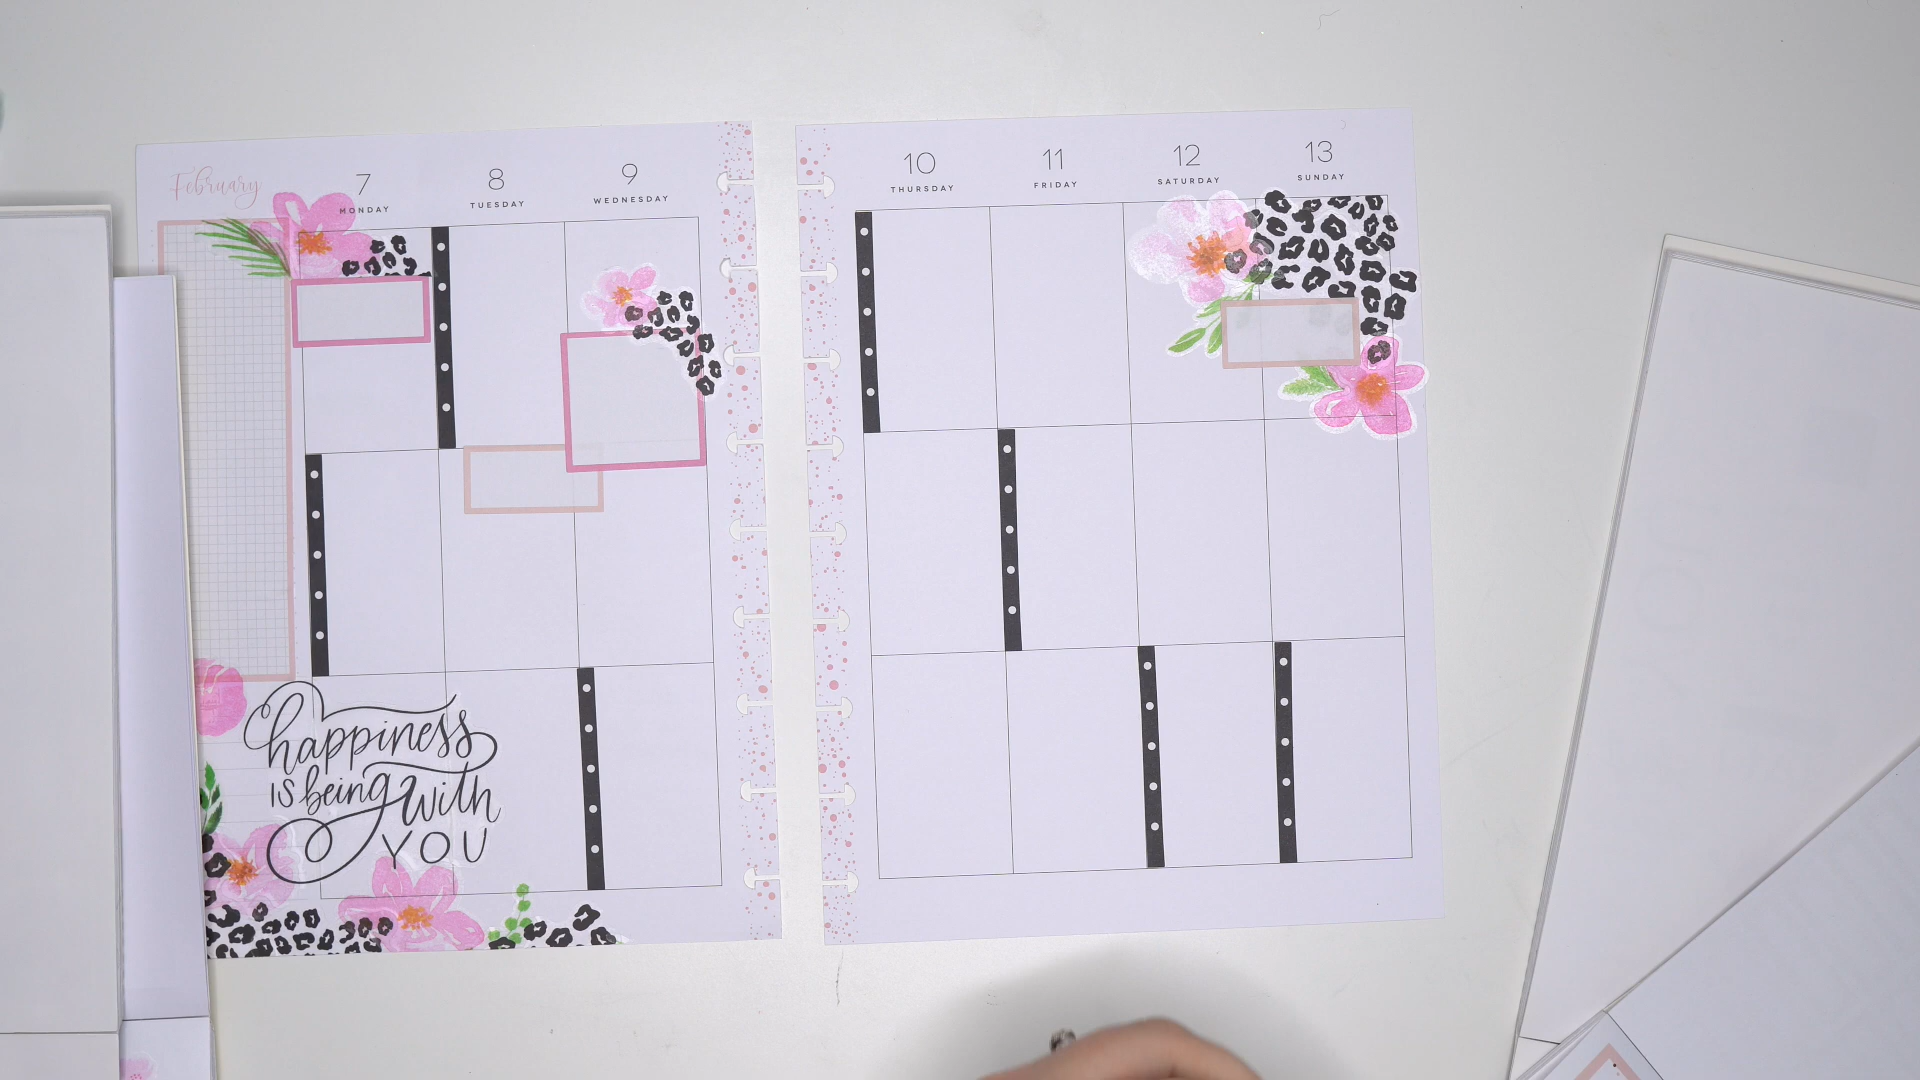 February
7
MONDAY
8
TUESDAY
9
WEDNESDAY
10
THURSDAY
11
FRIDAY
12
SATURDAY
13
SUNDAY
happiness
is being with
YOU